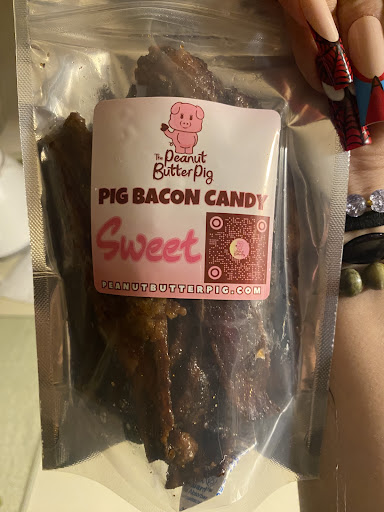 The Peanut
Butter Pig
PIG BACON CANDY
Sweet
PEANUTBUTTERPIG.COM